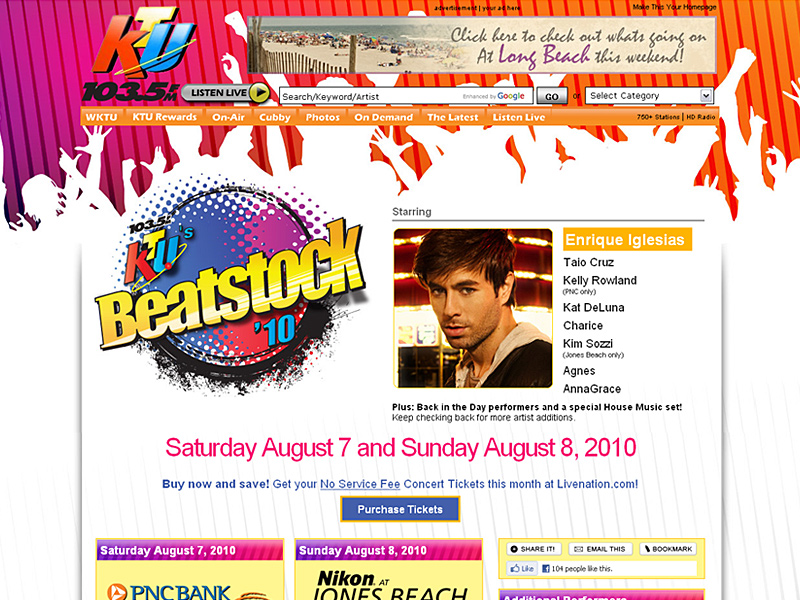 advertisment | your ad here
Make This Your Homepage
KTU
103.5 FM
Click here to check out whats going on
At Long Beach this weekend!
LISTEN LIVE
Search/Keyword/Artist
Enhanced by Google
GO
or
Select Category
WKTU
KTU Rewards
On-Air
Cubby
Photos
On Demand
The Latest
Listen Live
750+ Stations | HD Radio
103.5 FM
KTU's
Beatstock
'10
Starring
Enrique Iglesias
Taio Cruz
Kelly Rowland
(PNC only)
Kat DeLuna
Charice
Kim Sozzi
(Jones Beach only)
Agnes
AnnaGrace
Plus: Back in the Day performers and a special House Music set!
Keep checking back for more artist additions.
Saturday August 7 and Sunday August 8, 2010
Buy now and save! Get your No Service Fee Concert Tickets this month at Livenation.com!
Purchase Tickets
Saturday August 7, 2010
Sunday August 8, 2010
SHARE IT!
EMAIL THIS
BOOKMARK
Like
104 people like this.
PNCBANK
Nikon AT
JONES BEACH
Additional Performers